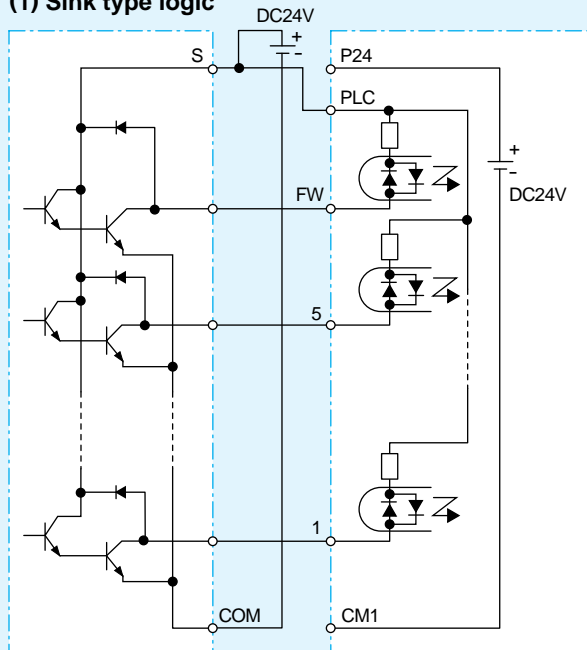 (1) Sink type logic
DC24V
+
-
S
P24
PLC
+
-
DC24V
FW
5
1
COM
CM1